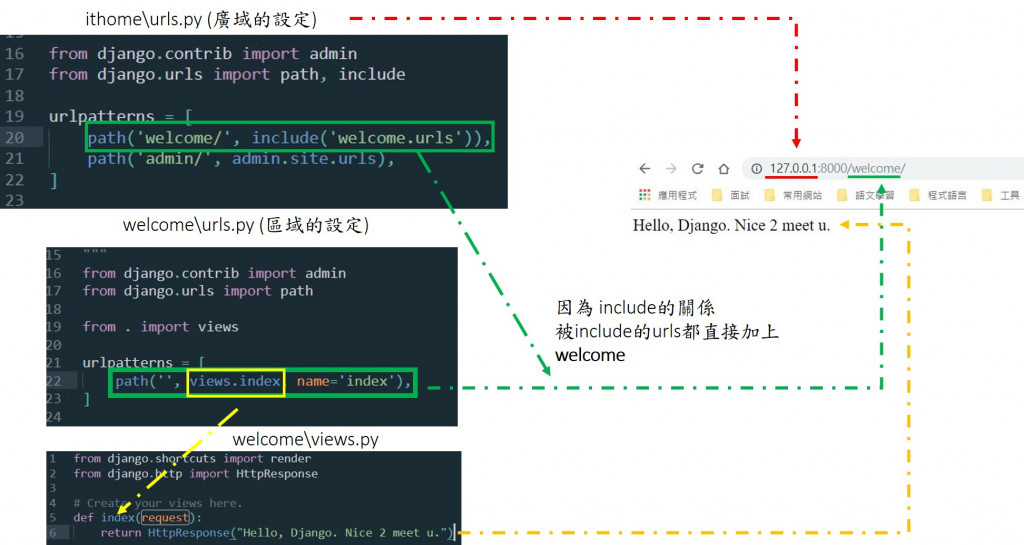 ithome\urls.py (廣域的設定)
15
16 from django.contrib import admin
17 from django.urls import path, include
18
19 urlpatterns = [
20 path('welcome/', include('welcome.urls')),
21 path('admin/', admin.site.urls),
22 ]
23
welcome\urls.py (區域的設定)
15 """
16 from django.contrib import admin
17 from django.urls import path
18
19 from . import views
20
21 urlpatterns = [
22 path('', views.index, name='index'),
23 ]
24
welcome\views.py
1 from django.shortcuts import render
2 from django.http import HttpResponse
3
4 # Create your views here.
5 def index(request):
6 return HttpResponse("Hello, Django. Nice 2 meet u.")
127.0.0.1:8000/welcome/
應用程式 面試 常用網站 語文學習 程式語言 工具
Hello, Django. Nice 2 meet u.
因為 include的關係
被include的urls都直接加上
welcome